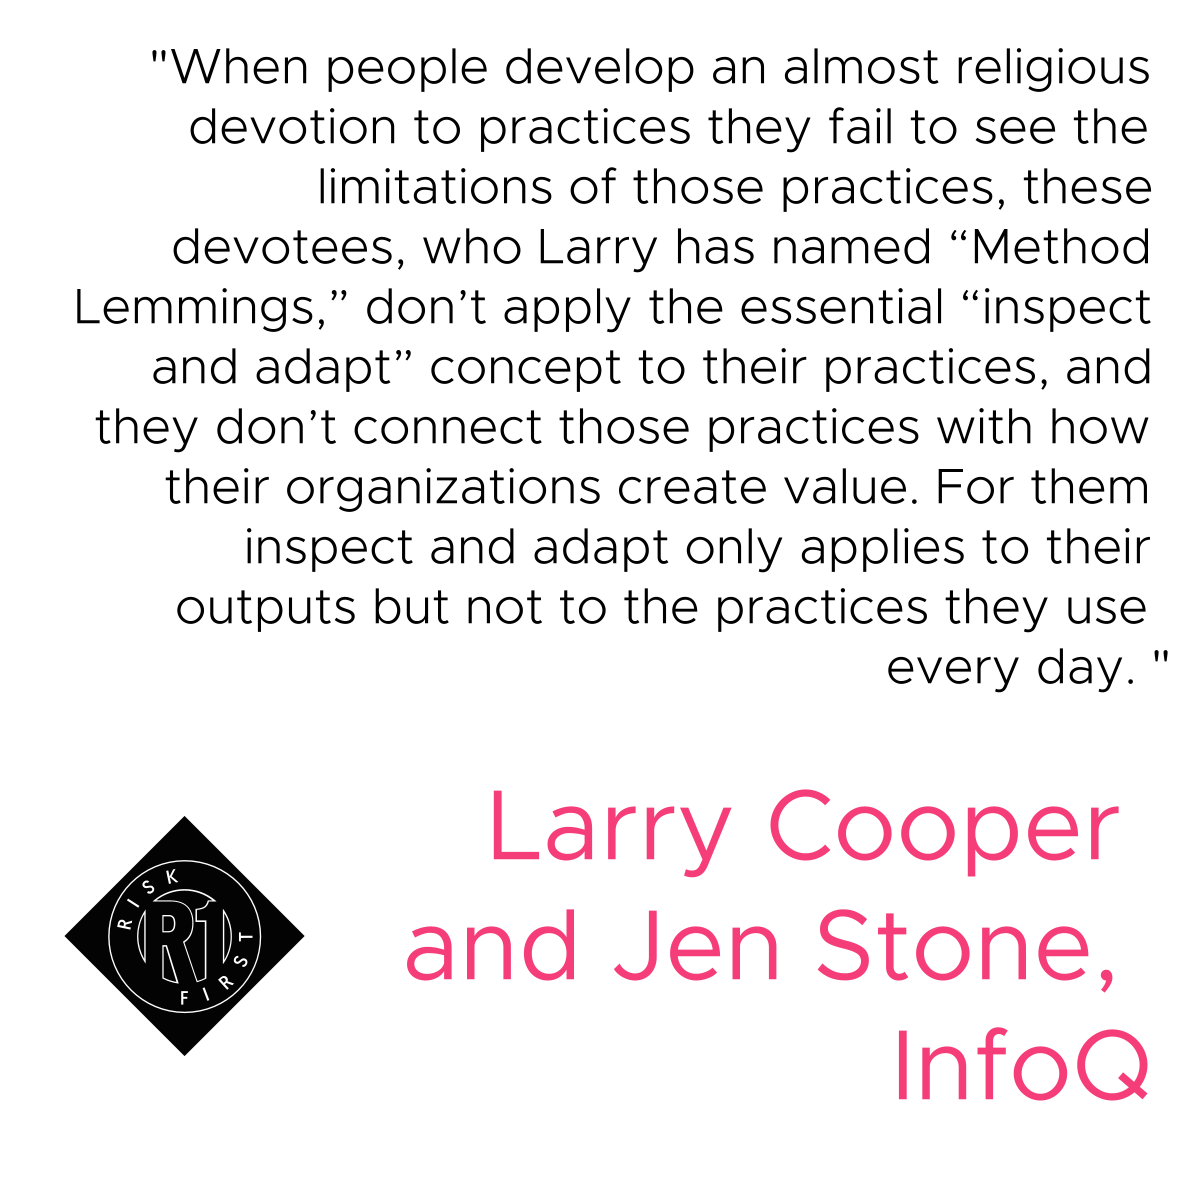 "When people develop an almost religious
devotion to practices they fail to see the
limitations of those practices, these
devotees, who Larry has named “Method
Lemmings,” don’t apply the essential “inspect
and adapt” concept to their practices, and
they don’t connect those practices with how
their organizations create value. For them
inspect and adapt only applies to their
outputs but not to the practices they use
every day. "
Larry Cooper
and Jen Stone,
InfoQ
RISK
R1
FIRST